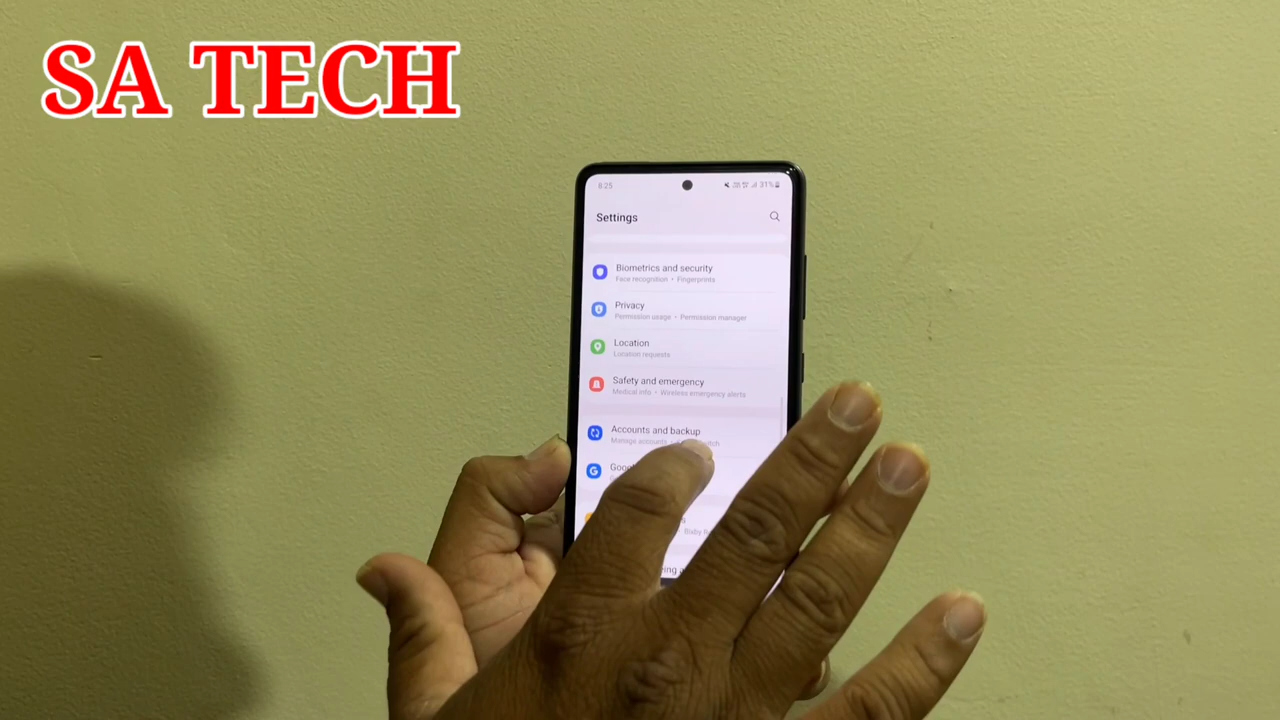 SA TECH
8:25
31%
Settings
Biometrics and security
Face recognition • Fingerprints
Privacy
Permission usage • Permission manager
Location
Location requests
Safety and emergency
Medical info • Wireless emergency alerts
Accounts and backup
Manage accounts •